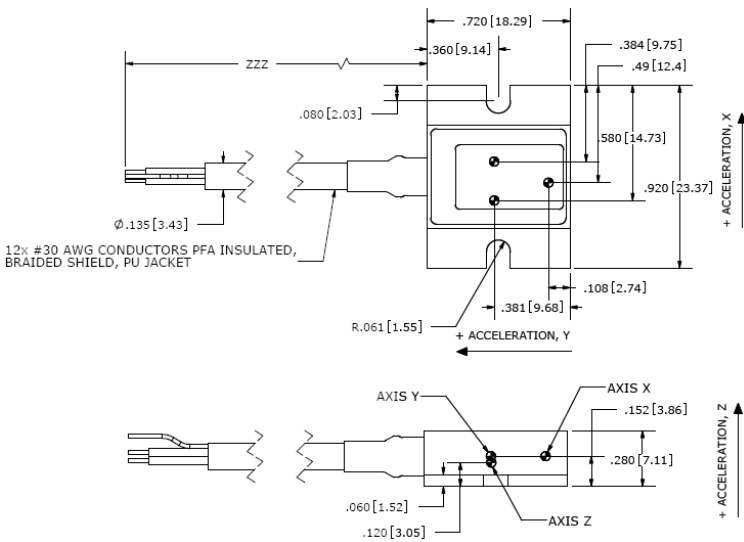 .720 [18.29]
.360 [9.14]
.384 [9.75]
.49 [12.4]
ZZZ
.080 [2.03]
.580 [14.73]
.920 [23.37]
+ ACCELERATION, X
Ø.135 [3.43]
12x #30 AWG CONDUCTORS PFA INSULATED,
BRAIDED SHIELD, PU JACKET
.108 [2.74]
.381 [9.68]
R.061 [1.55]
+ ACCELERATION, Y
AXIS Y
AXIS X
.152 [3.86]
.280 [7.11]
+ ACCELERATION, Z
.060 [1.52]
.120 [3.05]
AXIS Z